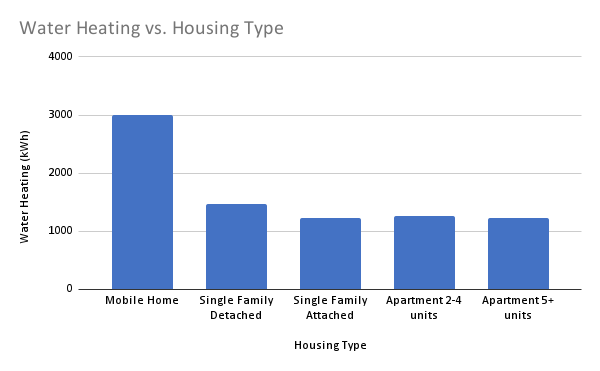 Water Heating vs. Housing Type
Water Heating (kWh)
4000
3000
2000
1000
0
Mobile Home
Single Family
Detached
Single Family
Attached
Apartment 2-4
units
Apartment 5+
units
Housing Type